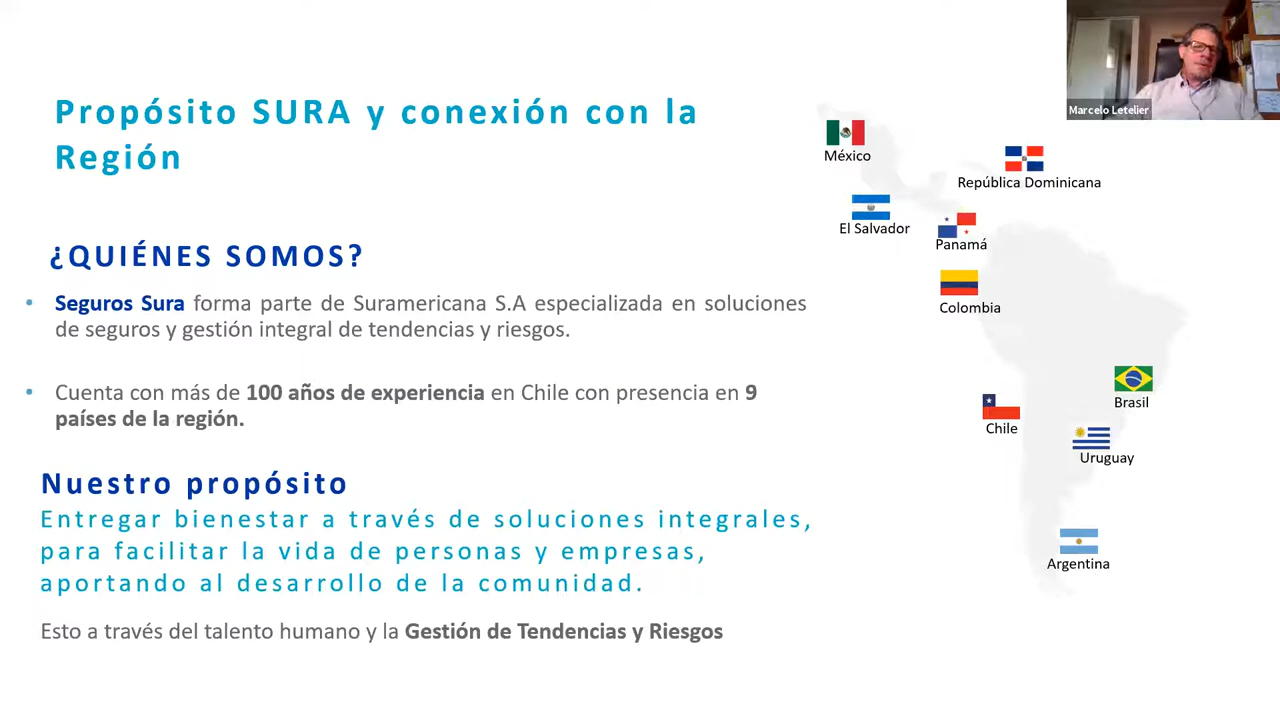 Propósito SURA y conexión con la
Región
¿QUIÉNES SOMOS?
• Seguros Sura forma parte de Suramericana S.A especializada en soluciones
de seguros y gestión integral de tendencias y riesgos.
• Cuenta con más de 100 años de experiencia en Chile con presencia en 9
países de la región.
Nuestro propósito
Entregar bienestar a través de soluciones integrales,
para facilitar la vida de personas y empresas,
aportando al desarrollo de la comunidad.
Esto a través del talento humano y la Gestión de Tendencias y Riesgos
México
República Dominicana
El Salvador
Panamá
Colombia
Brasil
Chile
Uruguay
Argentina
Marcelo Letelier